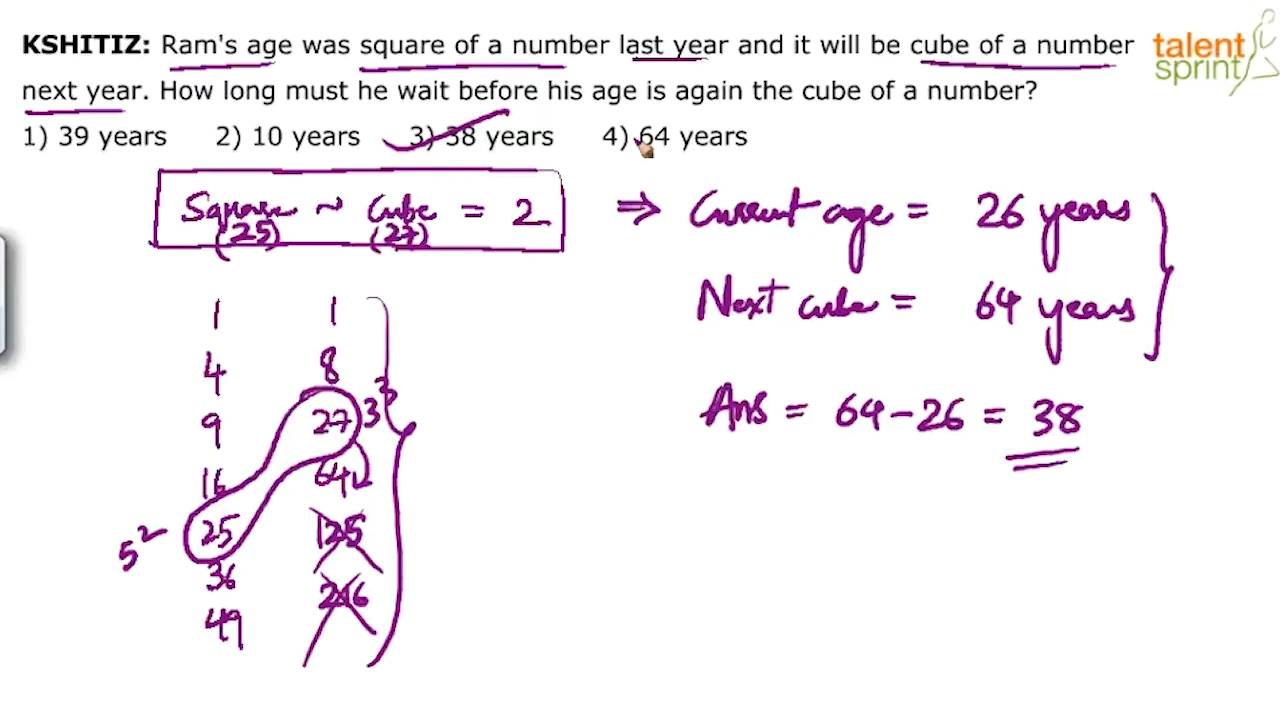 KSHITIZ: Ram's age was square of a number last year and it will be cube of a number
next year. How long must he wait before his age is again the cube of a number?
1) 39 years 2) 10 years 3) 38 years 4) 64 years
talent
sprint
Square ~ Cube = 2
(25) (27)
⇒ Current age = 26 years
Next cube = 64 years
Ans = 64-26 = 38
1 1
4 8
9 27 3³
16 64
5² 25 125
36 216
49